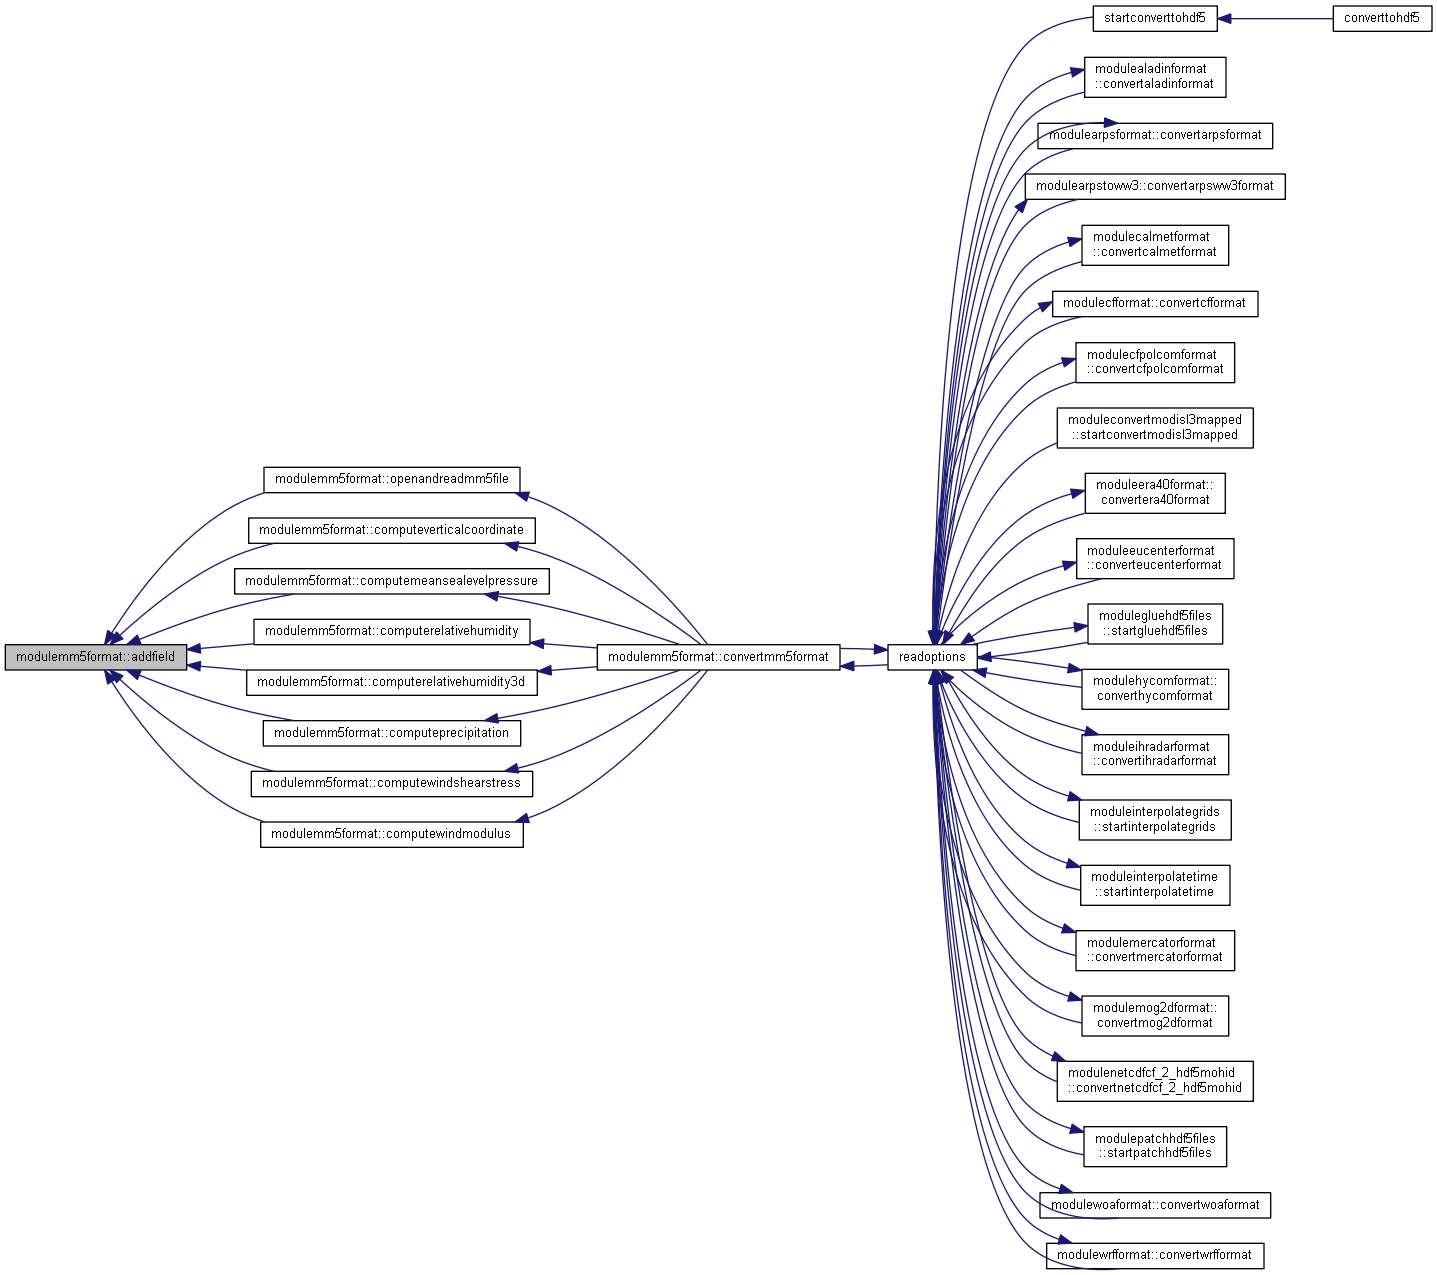 modulemm5format::addfield
modulemm5format::openandreadmm5file
modulemm5format::computeverticalcoordinate
modulemm5format::computemeansealevelpressure
modulemm5format::computerelativehumidity
modulemm5format::computerelativehumidity3d
modulemm5format::computeprecipitation
modulemm5format::computewindshearstress
modulemm5format::computewindmodulus
modulemm5format::convertmm5format
readoptions
startconverttohdf5
converttohdf5
modulealadinformat
::convertaladinformat
modulearpsformat::convertarpsformat
modulearpstoww3::convertarpsww3format
modulecalmetformat
::convertcalmetformat
modulecfformat::convertcfformat
modulecfpolcomformat
::convertcfpolcomformat
moduleconvertmodisl3mapped
::startconvertmodisl3mapped
moduleera40format::
convertera40format
moduleeucenterformat
::converteucenterformat
modulegluehdf5files
::startgluehdf5files
modulehycomformat::
converthycomformat
moduleihradarformat
::convertihradarformat
moduleinterpolategrids
::startinterpolategrids
moduleinterpolatetime
::startinterpolatetime
modulemercatorformat
::convertmercatorformat
modulemog2dformat::
convertmog2dformat
modulenetcdfcf_2_hdf5mohid
::convertnetcdfcf_2_hdf5mohid
modulepatchhdf5files
::startpatchhdf5files
modulewoaformat::convertwoaformat
modulewrfformat::convertwrfformat